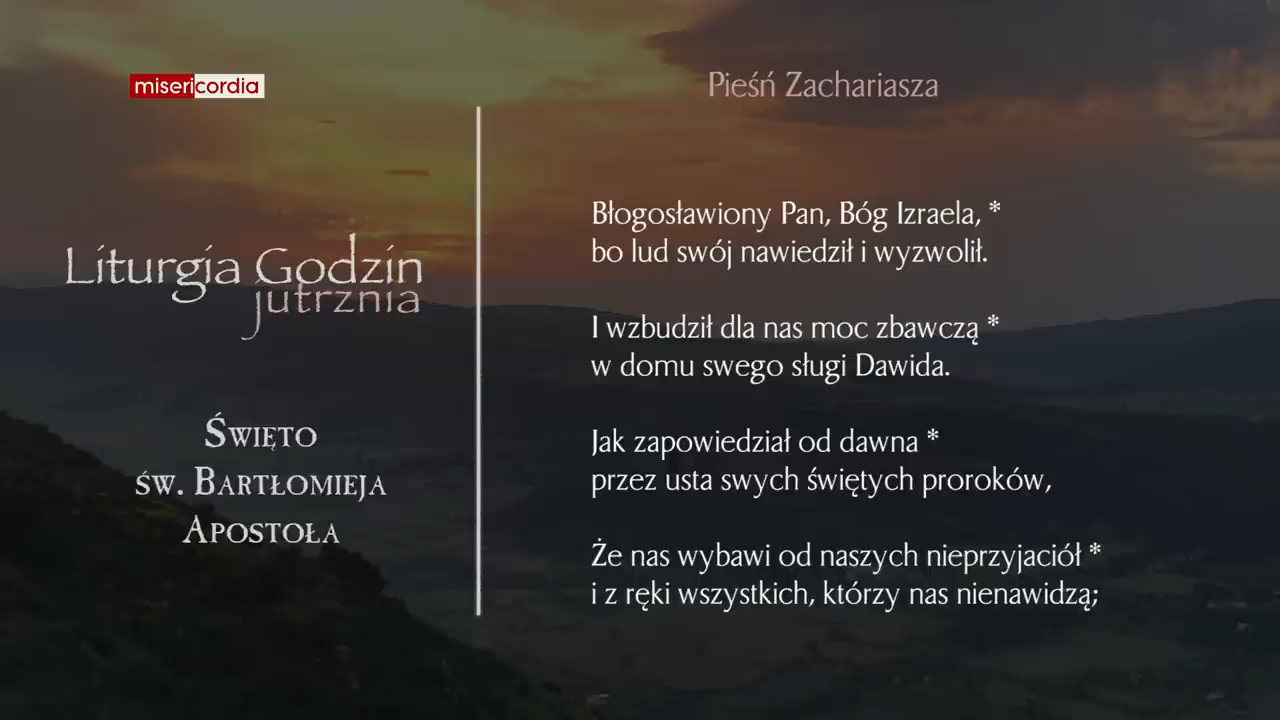 misericordia
Liturgia Godzin
jutrznia
Święto
św. Bartłomieja
Apostoła
Pieśń Zachariasza
Błogosławiony Pan, Bóg Izraela, *
bo lud swój nawiedził i wyzwolił.
I wzbudził dla nas moc zbawczą *
w domu swego sługi Dawida.
Jak zapowiedział od dawna *
przez usta swych świętych proroków,
Że nas wybawi od naszych nieprzyjaciół *
i z ręki wszystkich, którzy nas nienawidzą;